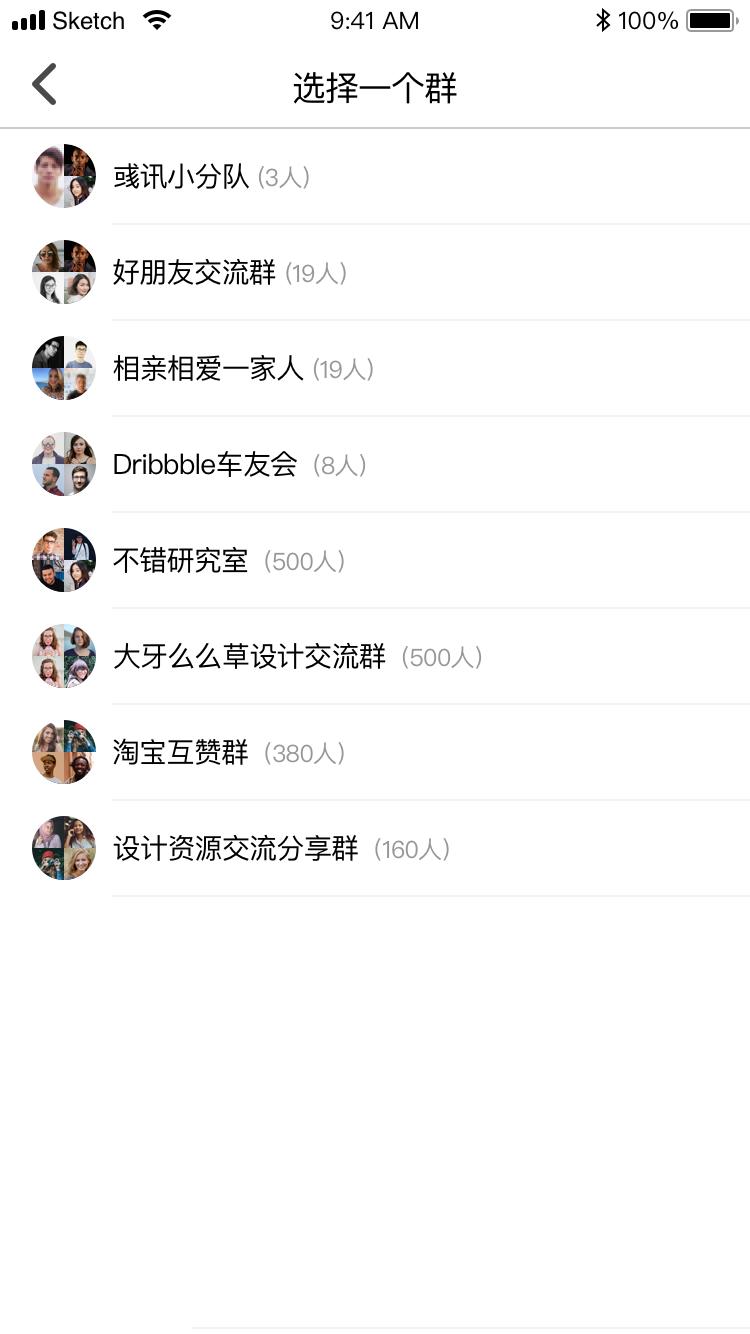 Sketch 9:41 AM 100%
选择一个群
彧讯小分队 (3人)
好朋友交流群 (19人)
相亲相爱一家人 (19人)
Dribbble车友会 (8人)
不错研究室 (500人)
大牙么么草设计交流群 (500人)
淘宝互赞群 (380人)
设计资源交流分享群 (160人)